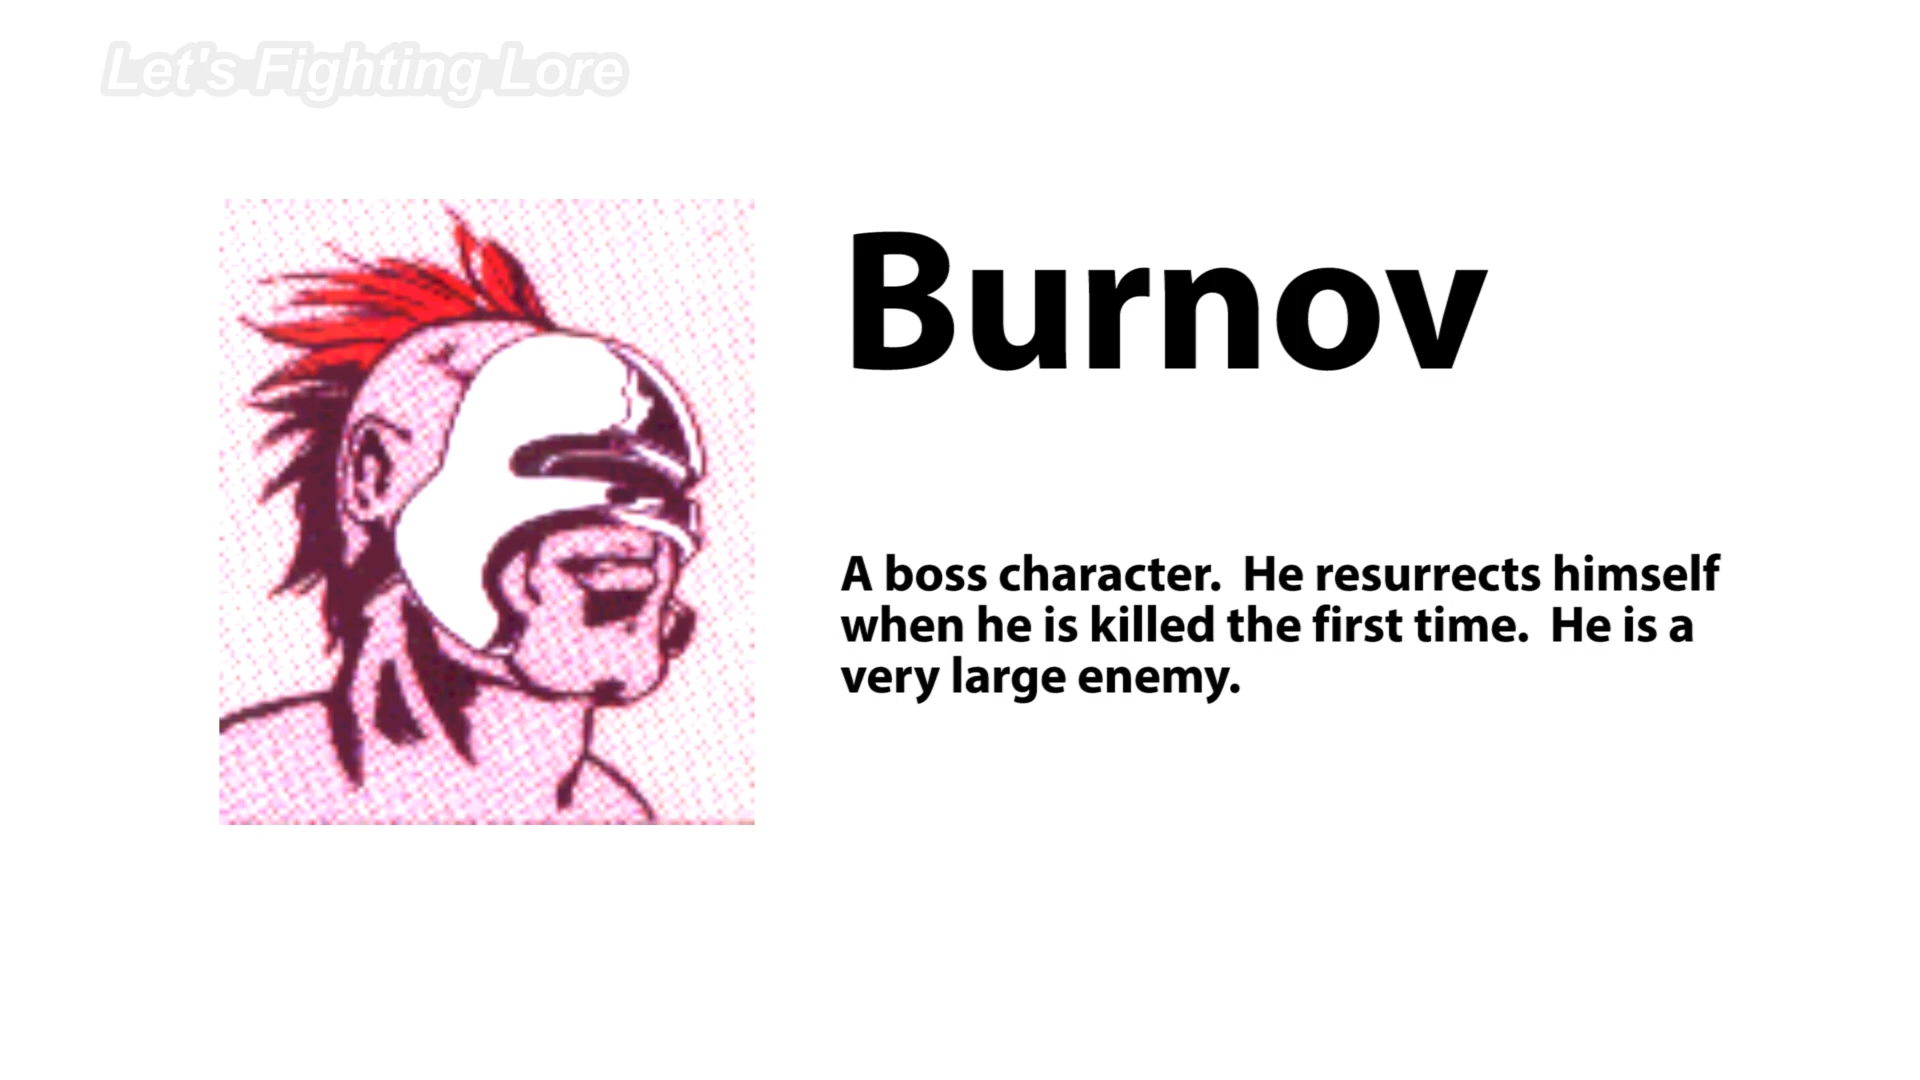 Let's Fighting Lore
Burnov
A boss character.  He resurrects himself
when he is killed the first time.  He is a
very large enemy.